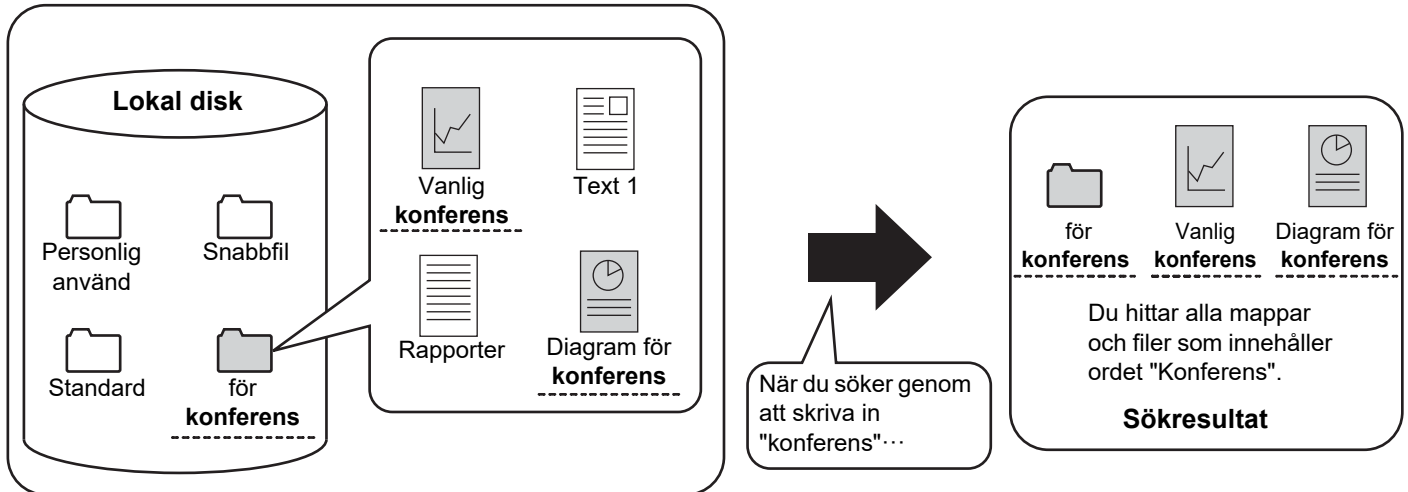 Lokal disk
Personlig
använd
Snabbfil
Standard
för
konferens
Vanlig
konferens
Text 1
Rapporter
Diagram för
konferens
När du söker genom
att skriva in
"konferens"···
för
konferens
Vanlig
konferens
Diagram för
konferens
Du hittar alla mappar
och filer som innehåller
ordet "Konferens".
Sökresultat